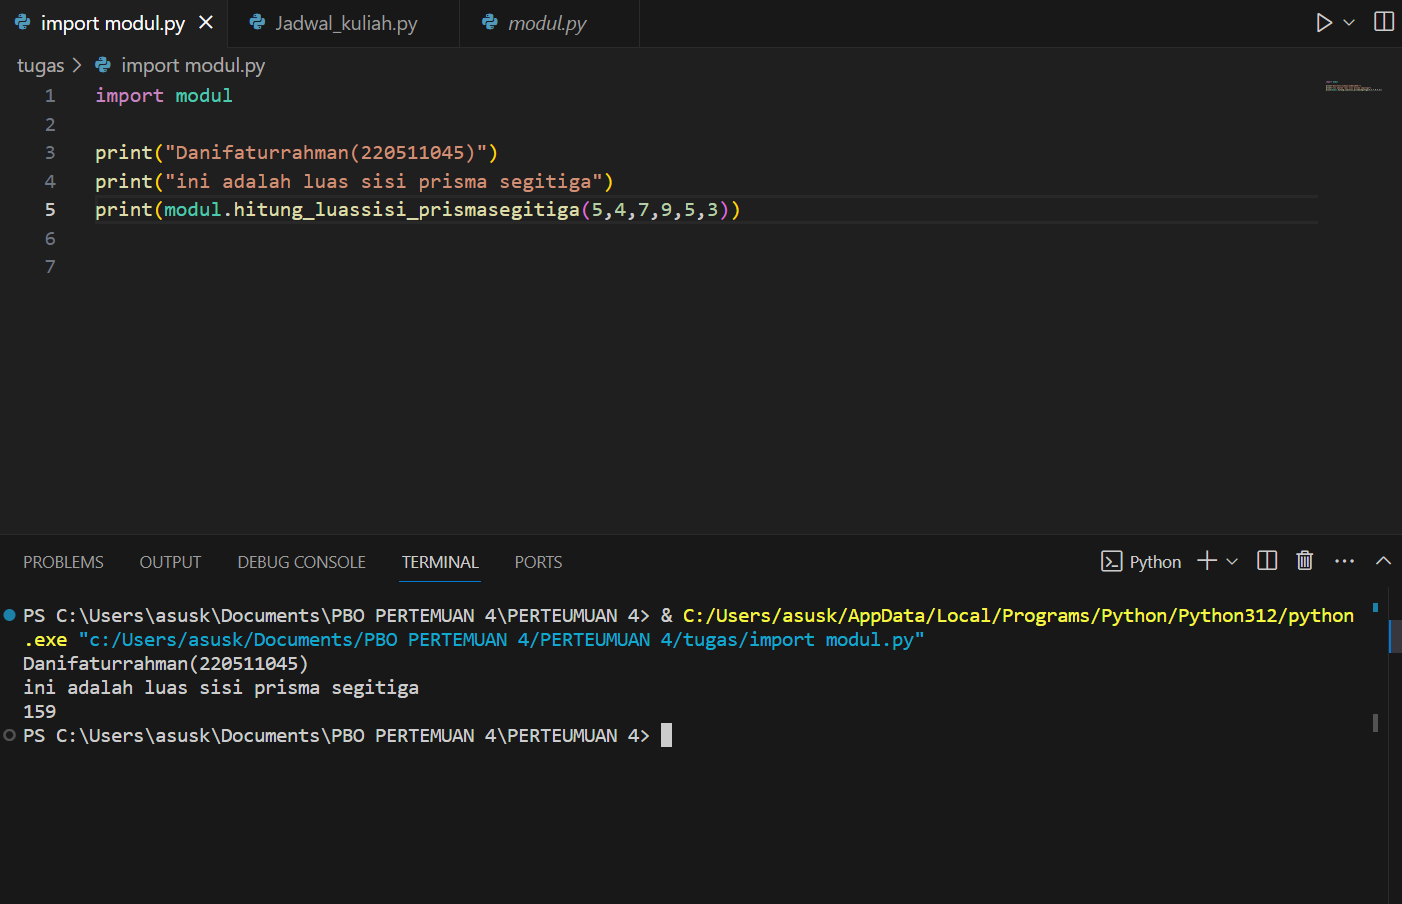 import modul.py
Jadwal_kuliah.py
modul.py
tugas > import modul.py
1 import modul
2
3 print("Danifaturrahman(220511045)")
4 print("ini adalah luas sisi prisma segitiga")
5 print(modul.hitung_luassisi_prismasegitiga(5,4,7,9,5,3))
6
7
PROBLEMS OUTPUT DEBUG CONSOLE TERMINAL PORTS
Python
PS C:\Users\asusk\Documents\PBO PERTEMUAN 4\PERTEUMUAN 4> & C:/Users/asusk/AppData/Local/Programs/Python/Python312/python
.exe "c:/Users/asusk/Documents/PBO PERTEMUAN 4/PERTEUMUAN 4/tugas/import modul.py"
Danifaturrahman(220511045)
ini adalah luas sisi prisma segitiga
159
PS C:\Users\asusk\Documents\PBO PERTEMUAN 4\PERTEUMUAN 4>